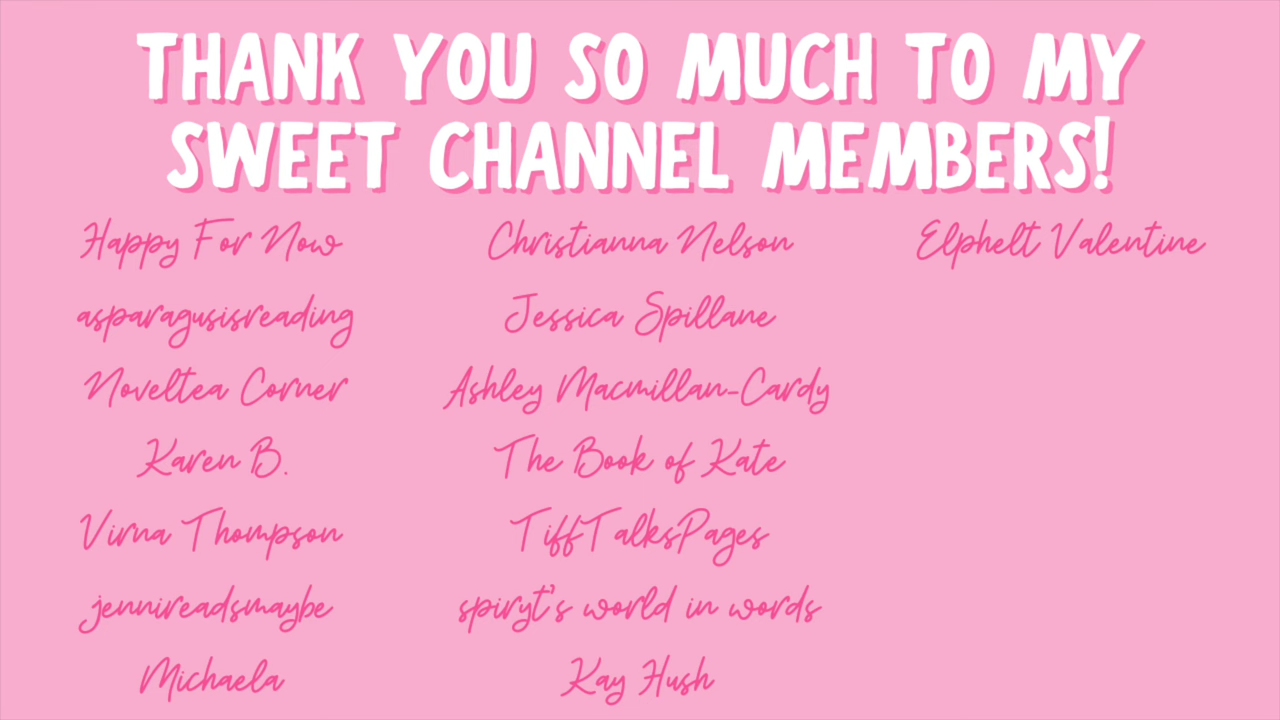 THANK YOU SO MUCH TO MY
SWEET CHANNEL MEMBERS!
Happy For Now
asparagusisreading
Noveltea Corner
Karen B.
Virna Thompson
jennireadsmaybe
Michaela
Christianna Nelson
Jessica Spillane
Ashley Macmillan-Cardy
The Book of Kate
TiffTalksPages
spiryt's world in words
Kay Hush
Elphelt Valentine